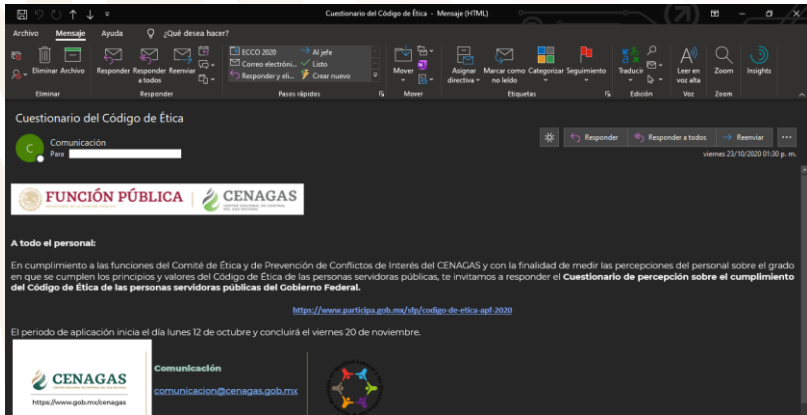 Cuestionario del Código de Ética - Mensaje (HTML)
Archivo Mensaje Ayuda ¿Qué desea hacer?
Eliminar Archivo
Responder Responder a todos Reenviar
ECCO 2020 Al jefe
Correo electróni... Listo
Responder y eli... Crear nuevo
Mover
Asignar directiva Marcar como no leído Categorizar Seguimiento
Traducir
Leer en voz alta
Zoom
Insights
Eliminar Responder Pasos rápidos Mover Etiquetas Edición Voz Zoom
Cuestionario del Código de Ética
C
Comunicación
Para
Responder Responder a todos Reenviar
viernes 23/10/2020 01:30 p. m.
FUNCIÓN PÚBLICA CENAGAS
A todo el personal:
En cumplimiento a las funciones del Comité de Ética y de Prevención de Conflictos de Interés del CENAGAS y con la finalidad de medir las percepciones del personal sobre el grado
en que se cumplen los principios y valores del Código de Ética de las personas servidoras públicas, te invitamos a responder el Cuestionario de percepción sobre el cumplimiento
del Código de Ética de las personas servidoras públicas del Gobierno Federal.
https://www.participa.gob.mx/sfp/codigo-de-etica-apf-2020
El periodo de aplicación inicia el día lunes 12 de octubre y concluirá el viernes 20 de noviembre.
CENAGAS
https://www.gob.mx/cenagas
Comunicación
comunicacion@cenagas.gob.mx